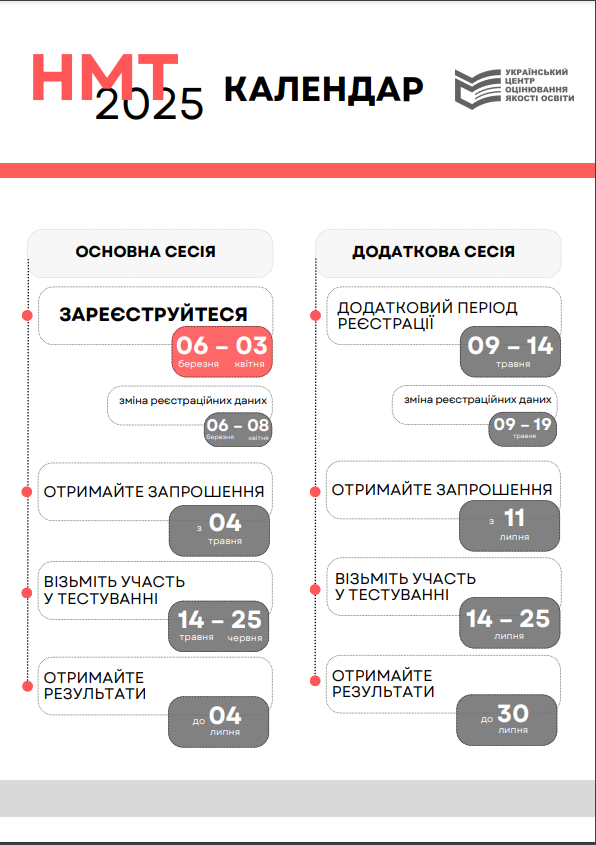 НМТ
2025
КАЛЕНДАР
УКРАЇНСЬКИЙ
ЦЕНТР
ОЦІНЮВАННЯ
ЯКОСТІ ОСВІТИ
ОСНОВНА СЕСІЯ
ЗАРЕЄСТРУЙТЕСЯ
06 – 03
березня квітня
зміна реєстраційних даних
06 – 08
березня квітня
ОТРИМАЙТЕ ЗАПРОШЕННЯ
з 04
травня
ВІЗЬМІТЬ УЧАСТЬ
У ТЕСТУВАННІ
14 – 25
травня червня
ОТРИМАЙТЕ
РЕЗУЛЬТАТИ
до 04
липня
ДОДАТКОВА СЕСІЯ
ДОДАТКОВИЙ ПЕРІОД
РЕЄСТРАЦІЇ
09 – 14
травня
зміна реєстраційних даних
09 – 19
травня
ОТРИМАЙТЕ ЗАПРОШЕННЯ
з 11
липня
ВІЗЬМІТЬ УЧАСТЬ
У ТЕСТУВАННІ
14 – 25
липня
ОТРИМАЙТЕ
РЕЗУЛЬТАТИ
до 30
липня